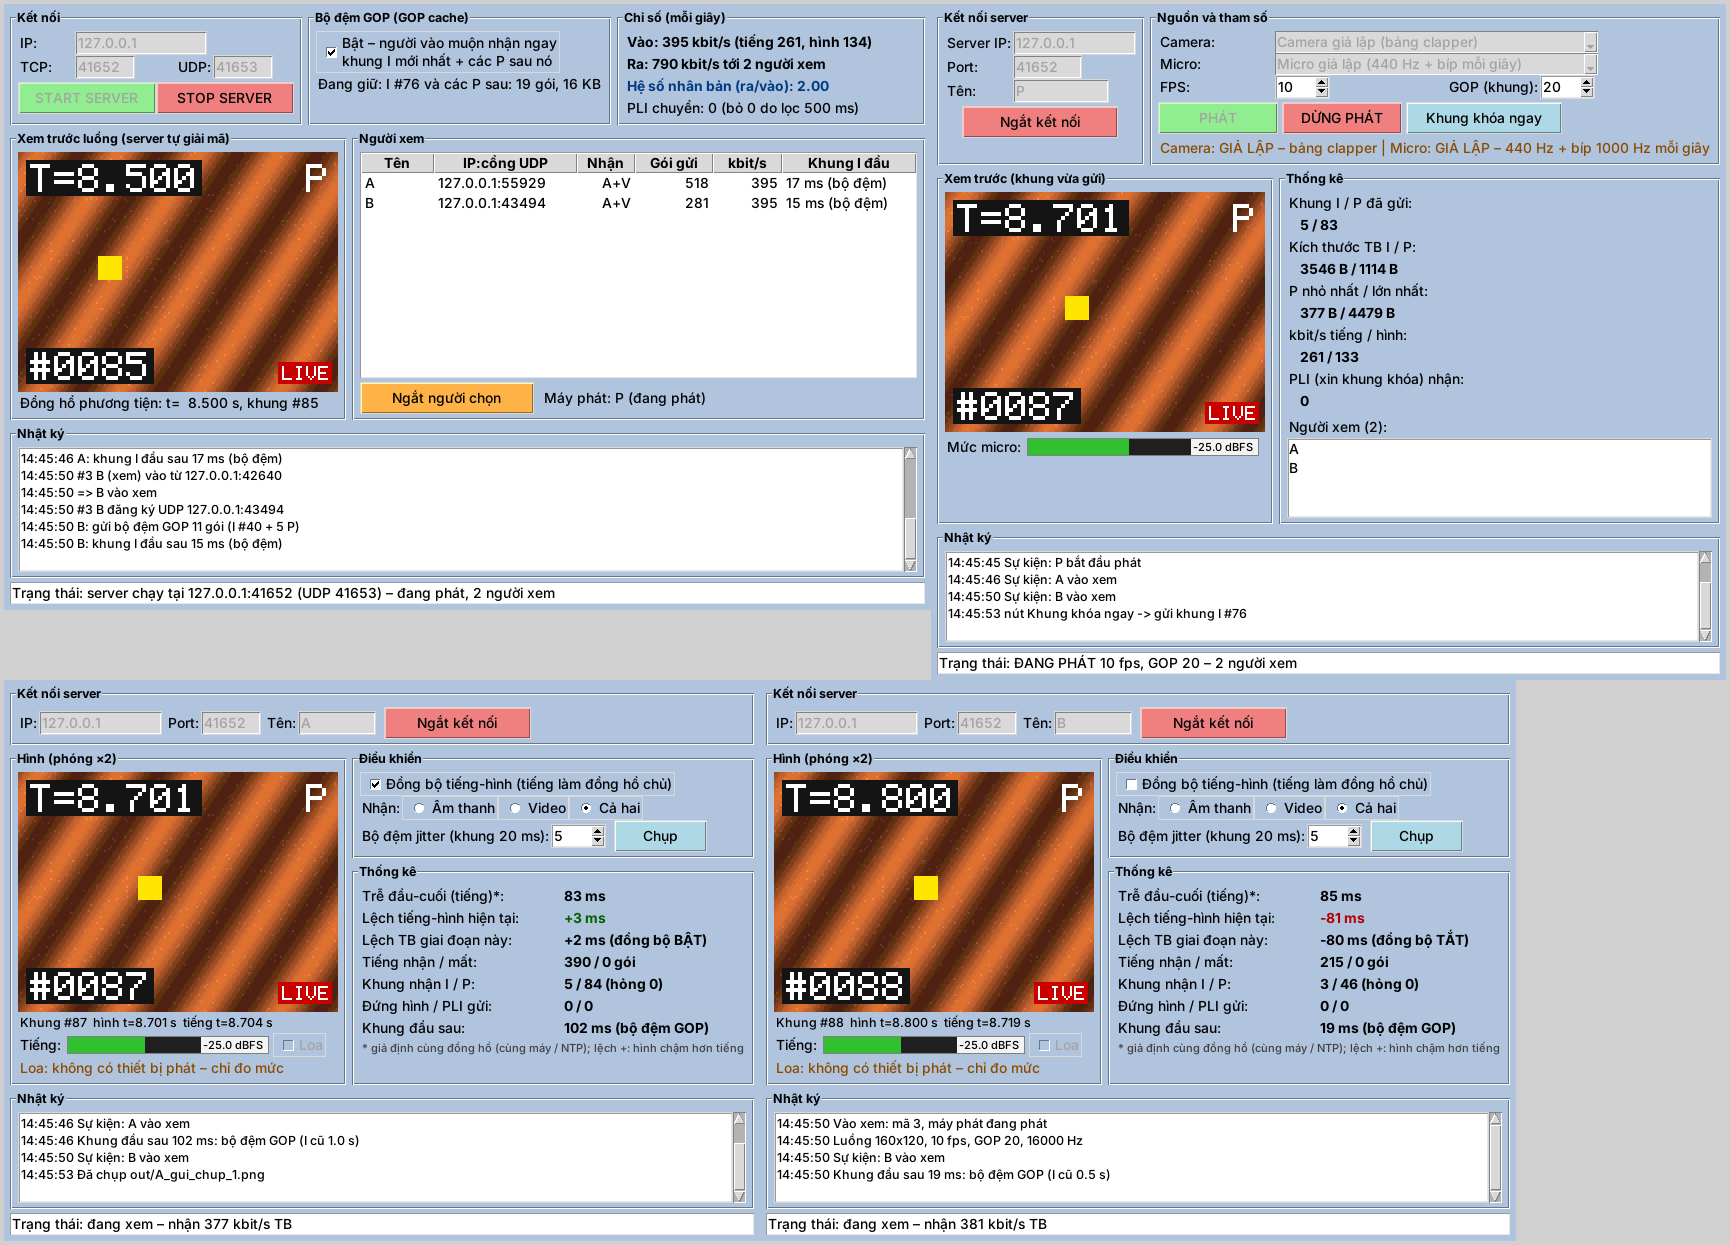 Kết nối
IP: 127.0.0.1
TCP: 41652 UDP: 41653
START SERVER STOP SERVER
Bộ đệm GOP (GOP cache)
Bật – người vào muộn nhận ngay
khung I mới nhất + các P sau nó
Đang giữ: I #76 và các P sau: 19 gói, 16 KB
Chỉ số (mỗi giây)
Vào: 395 kbit/s (tiếng 261, hình 134)
Ra: 790 kbit/s tới 2 người xem
Hệ số nhân bản (ra/vào): 2.00
PLI chuyển: 0 (bỏ 0 do lọc 500 ms)
Xem trước luồng (server tự giải mã)
T=8.500 P
#0085 LIVE
Đồng hồ phương tiện: t= 8.500 s, khung #85
Người xem
Tên IP:cổng UDP Nhận Gói gửi kbit/s Khung I đầu
A 127.0.0.1:55929 A+V 518 395 17 ms (bộ đệm)
B 127.0.0.1:43494 A+V 281 395 15 ms (bộ đệm)
Ngắt người chọn Máy phát: P (đang phát)
Nhật ký
14:45:46 A: khung I đầu sau 17 ms (bộ đệm)
14:45:50 #3 B (xem) vào từ 127.0.0.1:42640
14:45:50 => B vào xem
14:45:50 #3 B đăng ký UDP 127.0.0.1:43494
14:45:50 B: gửi bộ đệm GOP 11 gói (I #40 + 5 P)
14:45:50 B: khung I đầu sau 15 ms (bộ đệm)
Trạng thái: server chạy tại 127.0.0.1:41652 (UDP 41653) – đang phát, 2 người xem
Kết nối server
Server IP: 127.0.0.1
Port: 41652
Tên: P
Ngắt kết nối
Nguồn và tham số
Camera: Camera giả lập (bảng clapper)
Micro: Micro giả lập (440 Hz + bíp mỗi giây)
FPS: 10 GOP (khung): 20
PHÁT DỪNG PHÁT Khung khóa ngay
Camera: GIẢ LẬP – bảng clapper | Micro: GIẢ LẬP – 440 Hz + bíp 1000 Hz mỗi giây
Xem trước (khung vừa gửi)
T=8.701 P
#0087 LIVE
Mức micro: -25.0 dBFS
Thống kê
Khung I / P đã gửi:
5 / 83
Kích thước TB I / P:
3546 B / 1114 B
P nhỏ nhất / lớn nhất:
377 B / 4479 B
kbit/s tiếng / hình:
261 / 133
PLI (xin khung khóa) nhận:
0
Người xem (2):
A
B
Nhật ký
14:45:45 Sự kiện: P bắt đầu phát
14:45:46 Sự kiện: A vào xem
14:45:50 Sự kiện: B vào xem
14:45:53 nút Khung khóa ngay -> gửi khung I #76
Trạng thái: ĐANG PHÁT 10 fps, GOP 20 – 2 người xem
Kết nối server
IP: 127.0.0.1 Port: 41652 Tên: A Ngắt kết nối
Hình (phóng ×2)
T=8.701 P
#0087 LIVE
Khung #87 hình t=8.701 s tiếng t=8.704 s
Tiếng: -25.0 dBFS Loa
Loa: không có thiết bị phát – chỉ đo mức
Điều khiển
Đồng bộ tiếng-hình (tiếng làm đồng hồ chủ)
Nhận: Âm thanh Video Cả hai
Bộ đệm jitter (khung 20 ms): 5 Chụp
Thống kê
Trễ đầu-cuối (tiếng)*: 83 ms
Lệch tiếng-hình hiện tại: +3 ms
Lệch TB giai đoạn này: +2 ms (đồng bộ BẬT)
Tiếng nhận / mất: 390 / 0 gói
Khung nhận I / P: 5 / 84 (hỏng 0)
Đứng hình / PLI gửi: 0 / 0
Khung đầu sau: 102 ms (bộ đệm GOP)
* giả định cùng đồng hồ (cùng máy / NTP); lệch +: hình chậm hơn tiếng
Nhật ký
14:45:46 Sự kiện: A vào xem
14:45:46 Khung đầu sau 102 ms: bộ đệm GOP (I cũ 1.0 s)
14:45:50 Sự kiện: B vào xem
14:45:53 Đã chụp out/A_gui_chup_1.png
Trạng thái: đang xem – nhận 377 kbit/s TB
Kết nối server
IP: 127.0.0.1 Port: 41652 Tên: B Ngắt kết nối
Hình (phóng ×2)
T=8.800 P
#0088 LIVE
Khung #88 hình t=8.800 s tiếng t=8.719 s
Tiếng: -25.0 dBFS Loa
Loa: không có thiết bị phát – chỉ đo mức
Điều khiển
Đồng bộ tiếng-hình (tiếng làm đồng hồ chủ)
Nhận: Âm thanh Video Cả hai
Bộ đệm jitter (khung 20 ms): 5 Chụp
Thống kê
Trễ đầu-cuối (tiếng)*: 85 ms
Lệch tiếng-hình hiện tại: -81 ms
Lệch TB giai đoạn này: -80 ms (đồng bộ TẮT)
Tiếng nhận / mất: 215 / 0 gói
Khung nhận I / P: 3 / 46 (hỏng 0)
Đứng hình / PLI gửi: 0 / 0
Khung đầu sau: 19 ms (bộ đệm GOP)
* giả định cùng đồng hồ (cùng máy / NTP); lệch +: hình chậm hơn tiếng
Nhật ký
14:45:50 Vào xem: mã 3, máy phát đang phát
14:45:50 Luồng 160x120, 10 fps, GOP 20, 16000 Hz
14:45:50 Sự kiện: B vào xem
14:45:50 Khung đầu sau 19 ms: bộ đệm GOP (I cũ 0.5 s)
Trạng thái: đang xem – nhận 381 kbit/s TB